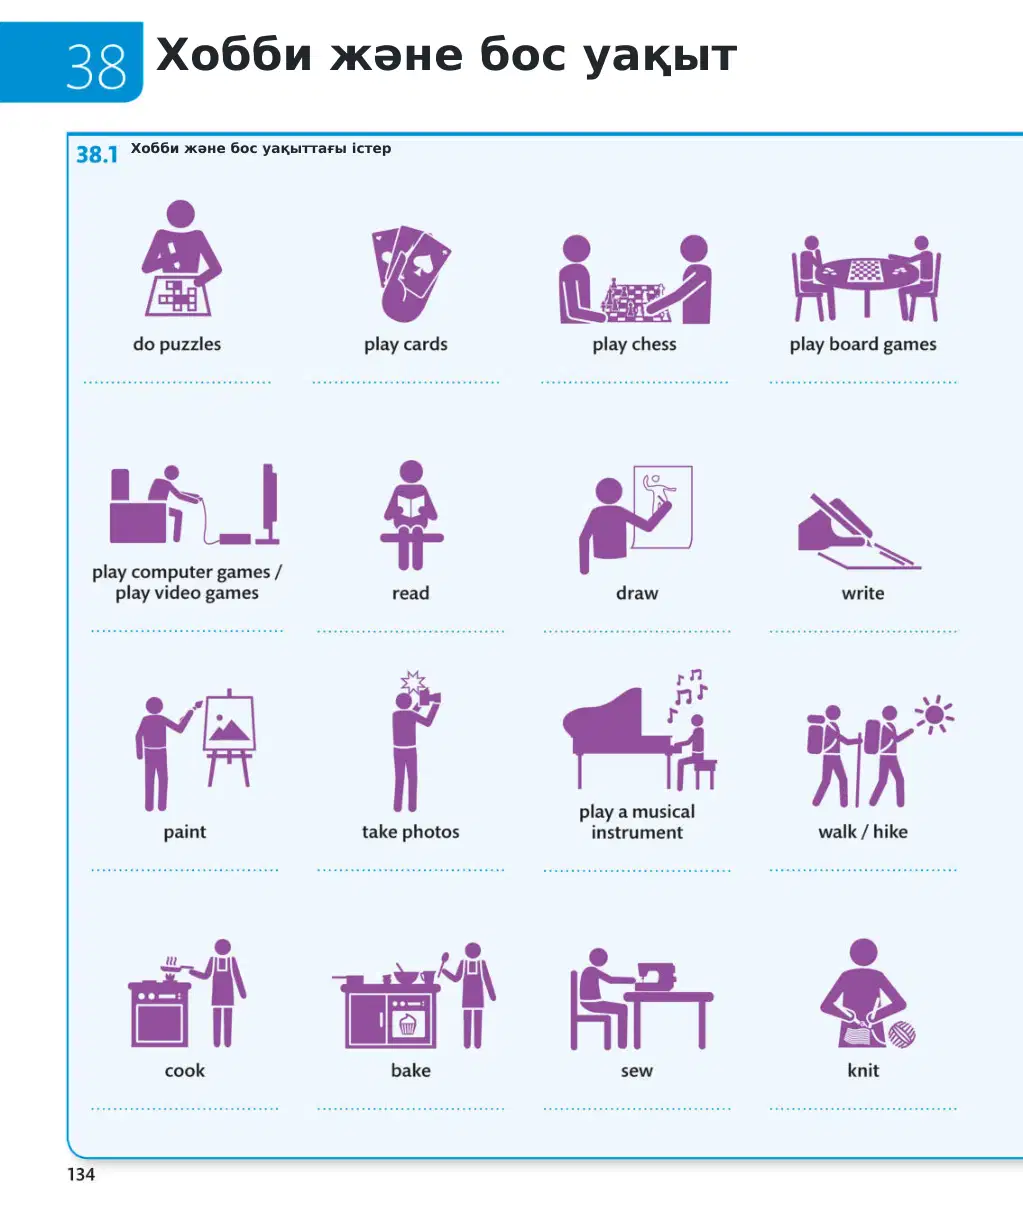 38
Хобби және бос уақыт
38.1 Хобби және бос уақыттағы істер
do puzzles
play cards
play chess
play board games
play computer games /
play video games
read
draw
write
paint
take photos
play a musical
instrument
walk / hike
cook
bake
sew
knit
134